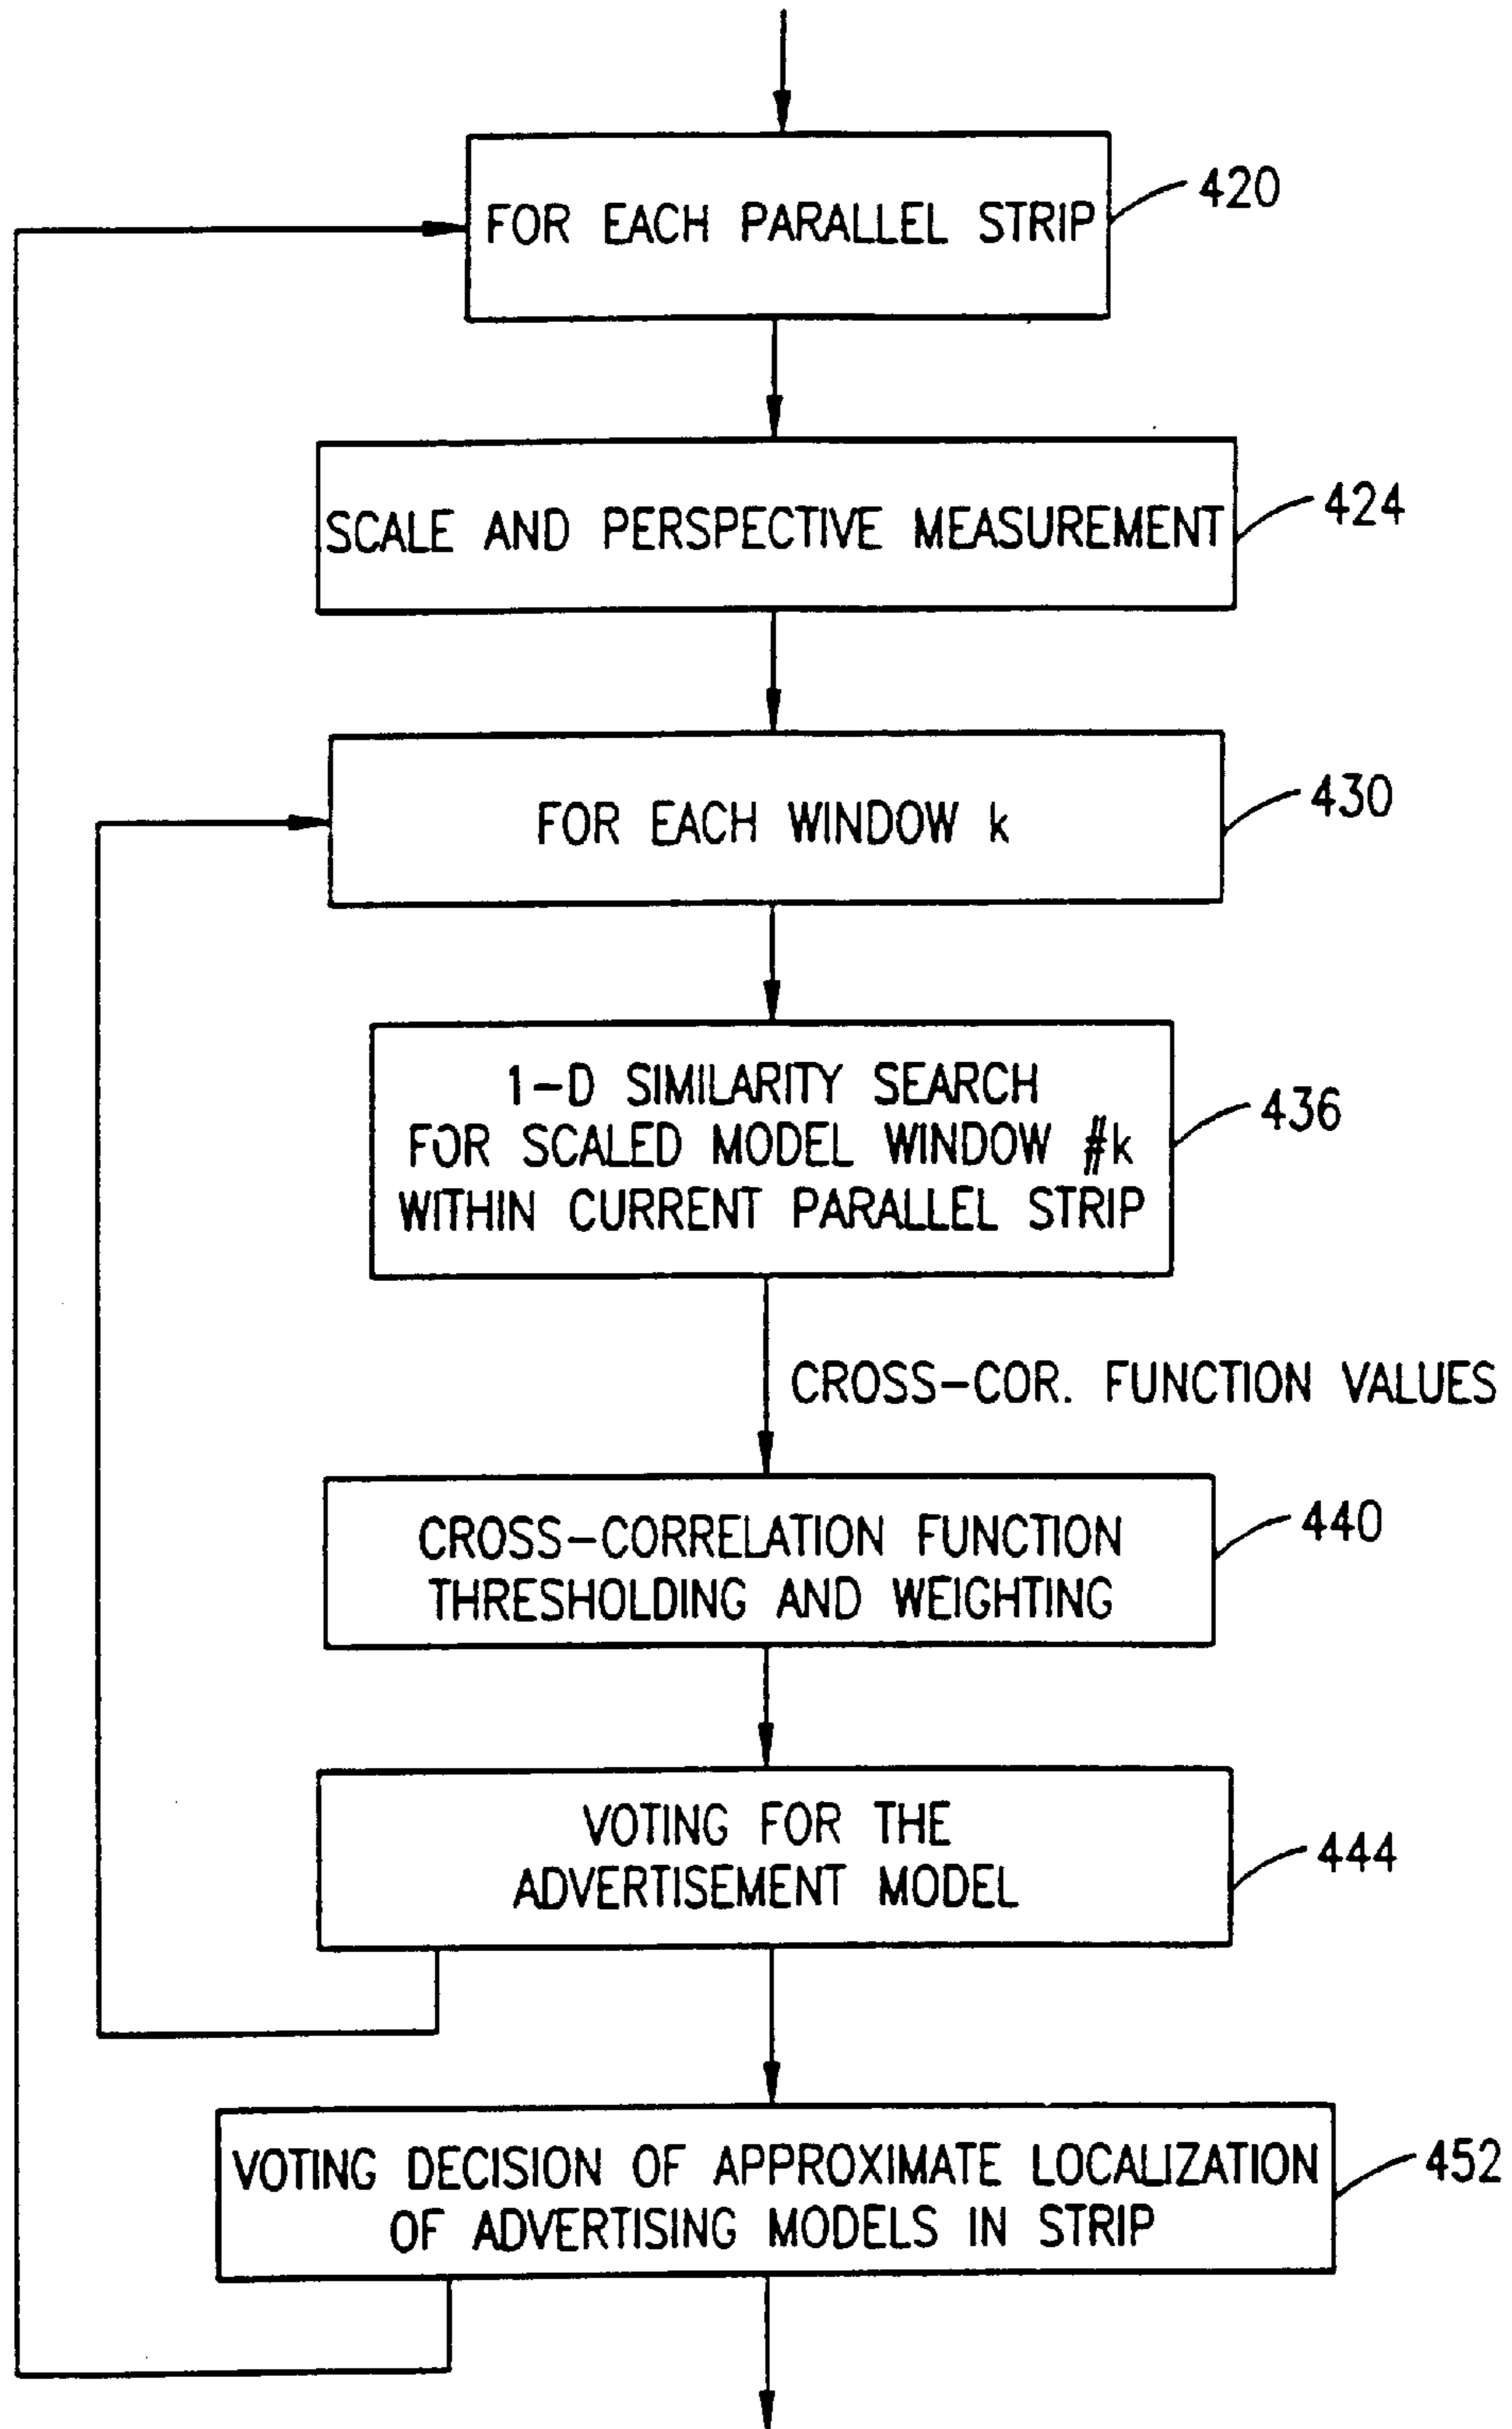 FOR EACH PARALLEL STRIP
420
SCALE AND PERSPECTIVE MEASUREMENT
424
FOR EACH WINDOW k
430
1-D SIMILARITY SEARCH
FOR SCALED MODEL WINDOW #k
WITHIN CURRENT PARALLEL STRIP
436
CROSS-COR. FUNCTION VALUES
CROSS-CORRELATION FUNCTION
THRESHOLDING AND WEIGHTING
440
VOTING FOR THE
ADVERTISEMENT MODEL
444
VOTING DECISION OF APPROXIMATE LOCALIZATION
OF ADVERTISING MODELS IN STRIP
452